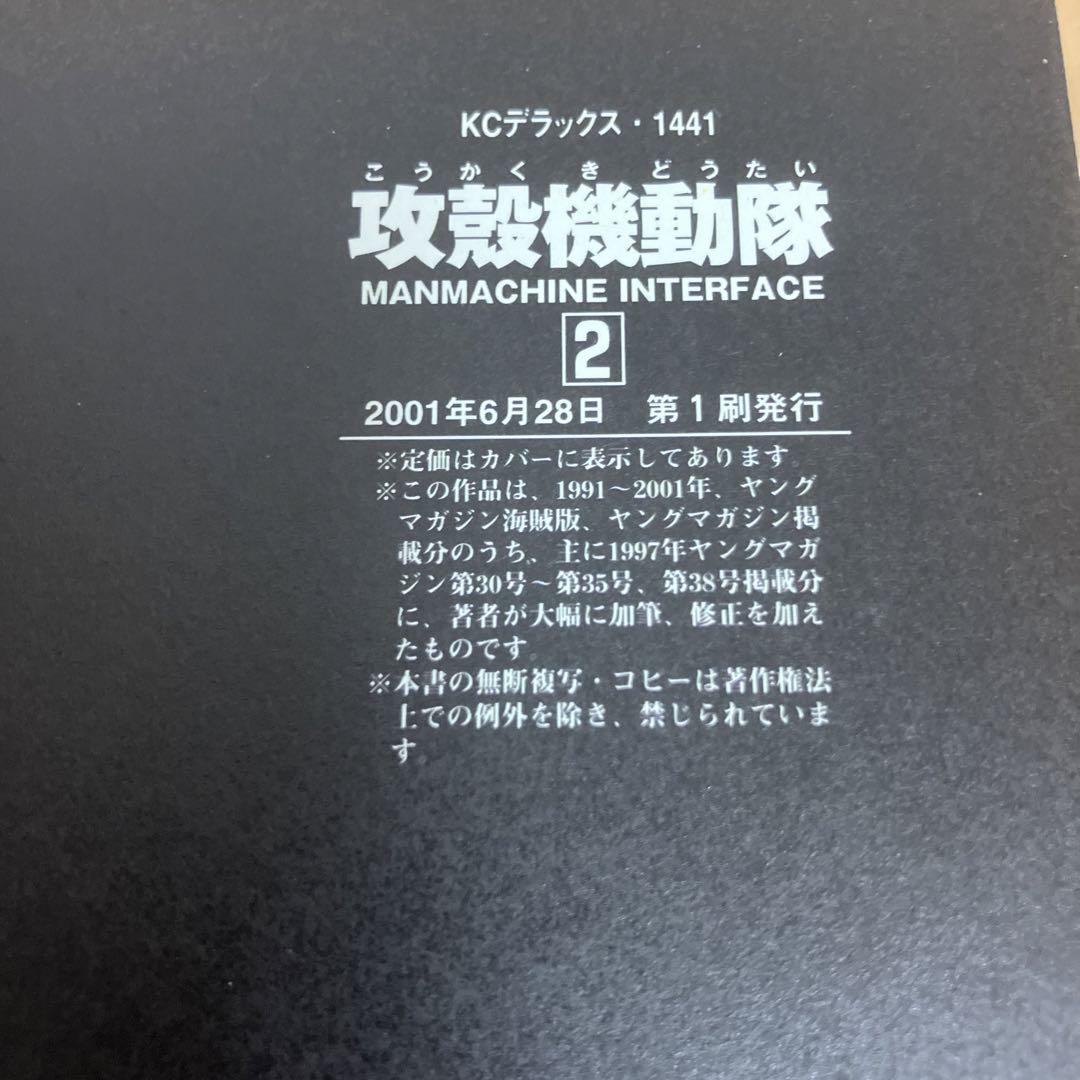 KCデラックス・1441
こうかくきどうたい
攻殻機動隊
MANMACHINE INTERFACE
2
2001年6月28日　第1刷発行
※定価はカバーに表示してあります。
※この作品は、1991～2001年、ヤング
マガジン海賊版、ヤングマガジン掲
載分のうち、主に1997年ヤングマガ
ジン第30号～第35号、第38号掲載分
に、著者が大幅に加筆、修正を加え
たものです。
※本書の無断複写・コピーは著作権法
上での例外を除き、禁じられていま
す。